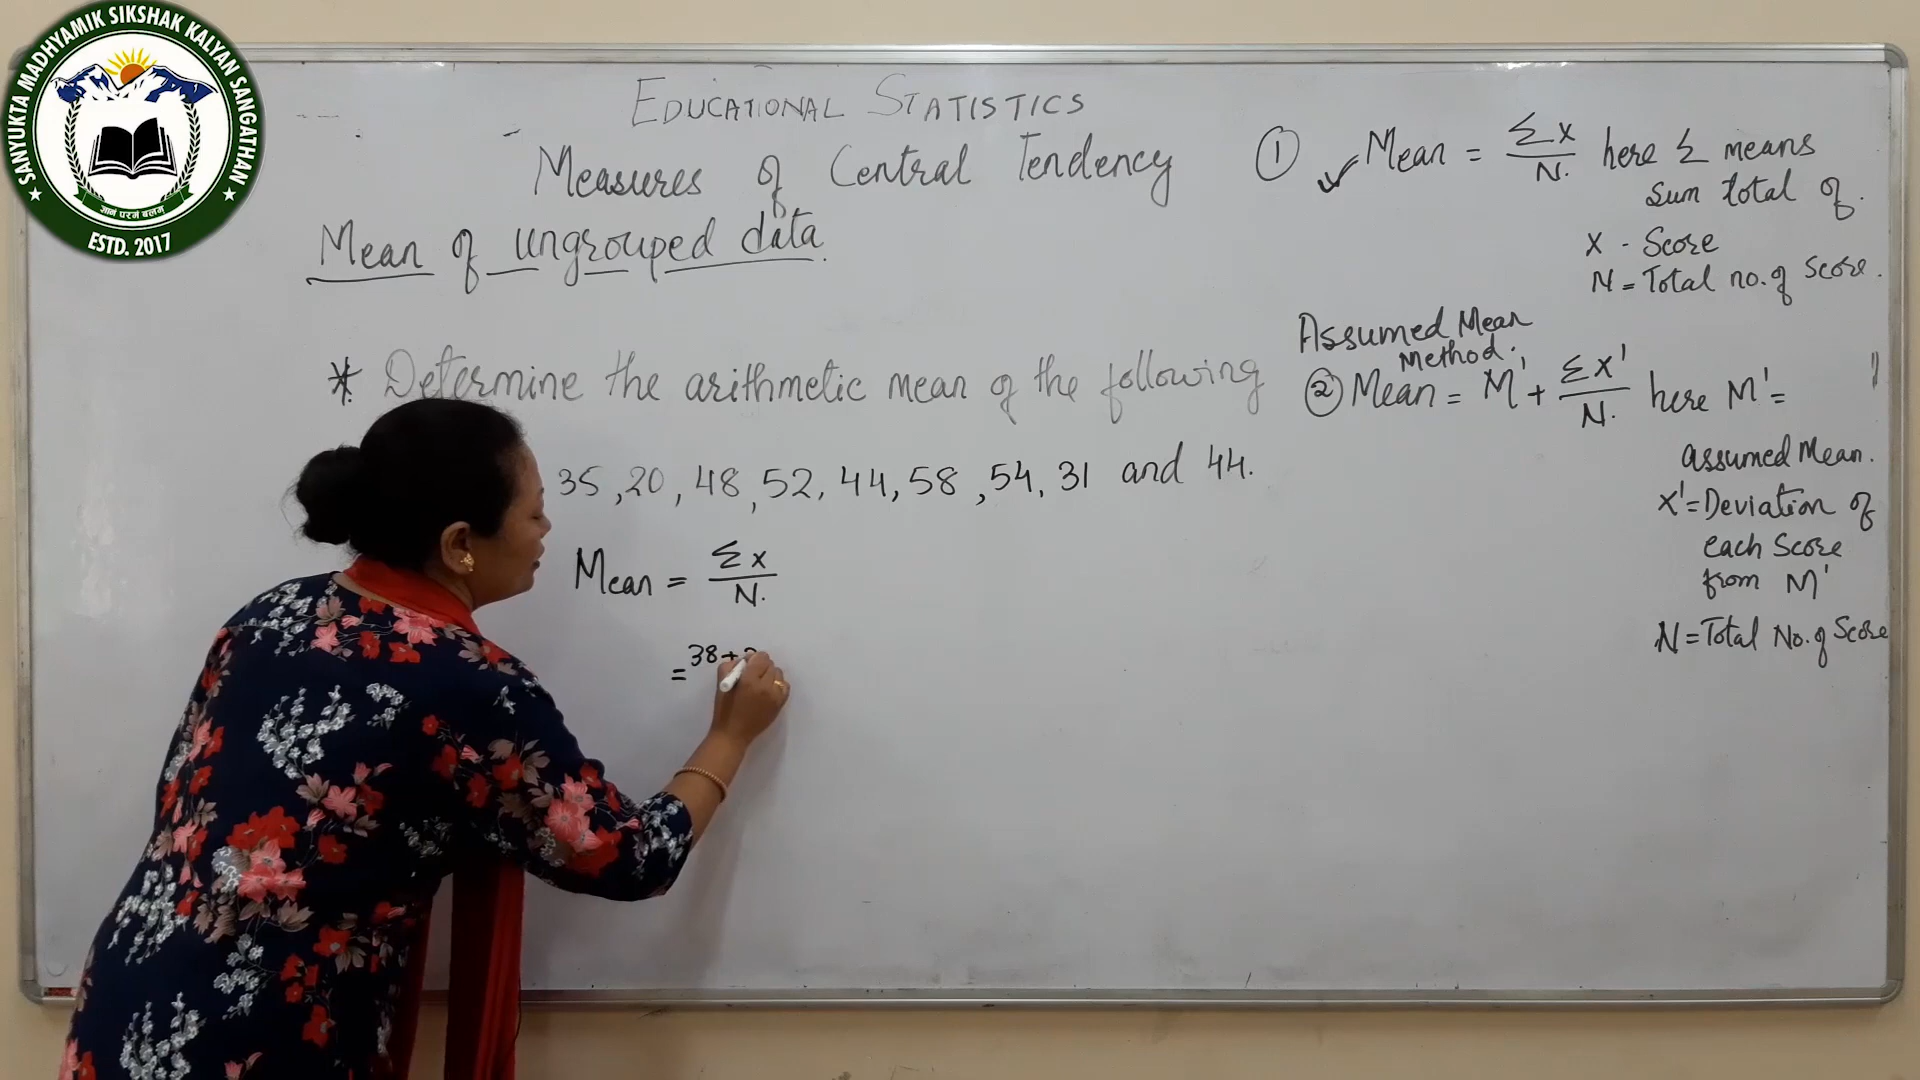 SANYUKTA MADHYAMIK SIKSHAK KALYAN SANGATHAN
ज्ञानं परमं बलम्
ESTD. 2017
EDUCATIONAL STATISTICS
Measures of Central Tendency
Mean of ungrouped data.
* Determine the arithmetic mean of the following
35, 20, 48, 52, 44, 58, 54, 31 and 44.
Mean = Σx/N.
= 38+
① ✓ Mean = Σx/N. here Σ means
Sum total of.
X - Score
N = Total no. of Score.
Assumed Mean
Method.
② Mean = M' + Σx'/N. here M' =
assumed Mean.
x' = Deviation of
each Score
from M'
N = Total No. of Score